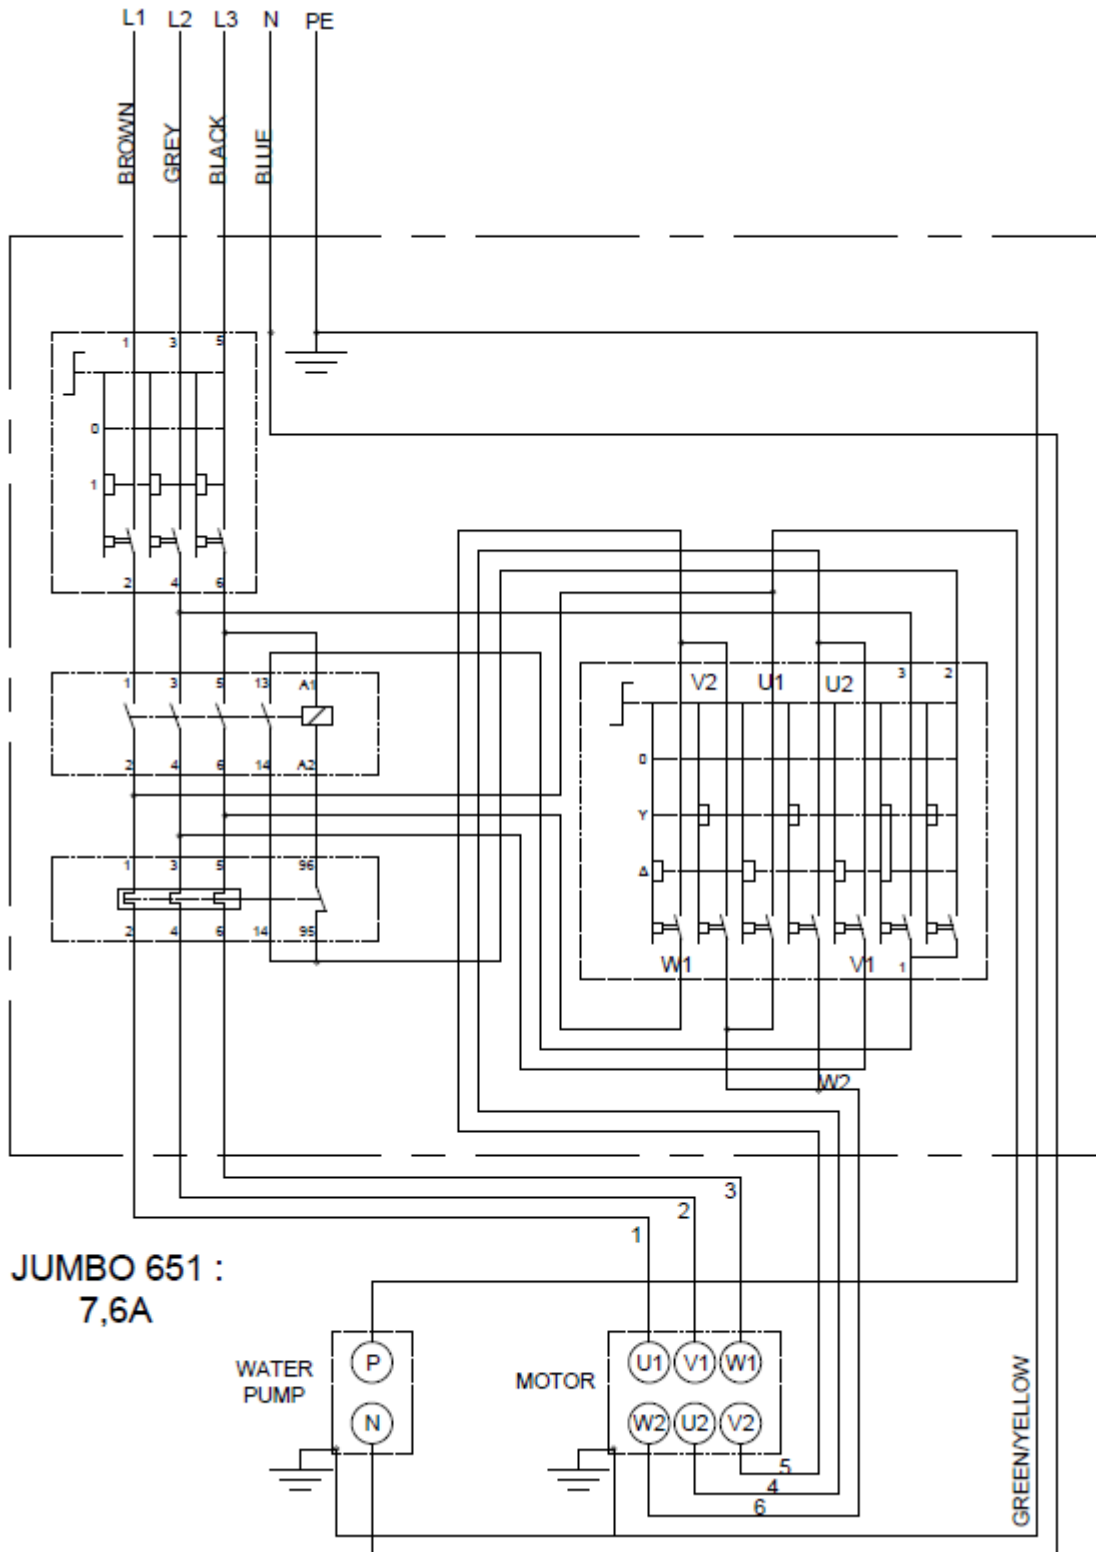 L1 L2 L3 N PE
BROWN
GREY
BLACK
BLUE
1 3 5
0
1
2 4 6
1 3 5 13 A1
2 4 6 14 A2
1 3 5 96
2 4 6 14 95
V2 U1 U2 3 2
0
Y
Δ
W1 V1 1
W2
3
2
1
JUMBO 651 :
7,6A
WATER
PUMP
P
N
MOTOR
U1 V1 W1
W2 U2 V2
5
4
6
GREEN/YELLOW